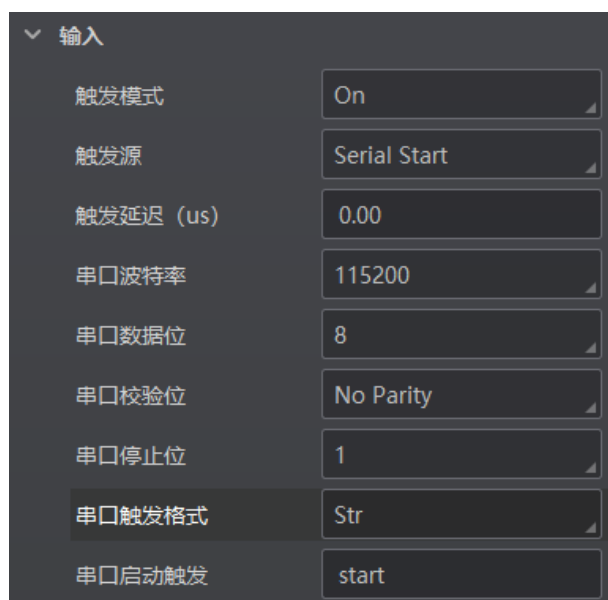 输入
触发模式 On
触发源 Serial Start
触发延迟（us） 0.00
串口波特率 115200
串口数据位 8
串口校验位 No Parity
串口停止位 1
串口触发格式 Str
串口启动触发 start